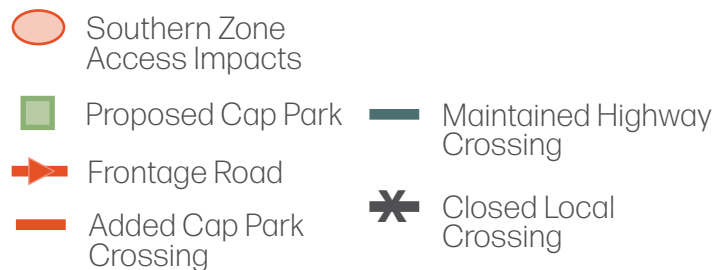 Southern Zone
Access Impacts
Proposed Cap Park
Frontage Road
Added Cap Park
Crossing
Maintained Highway
Crossing
Closed Local
Crossing